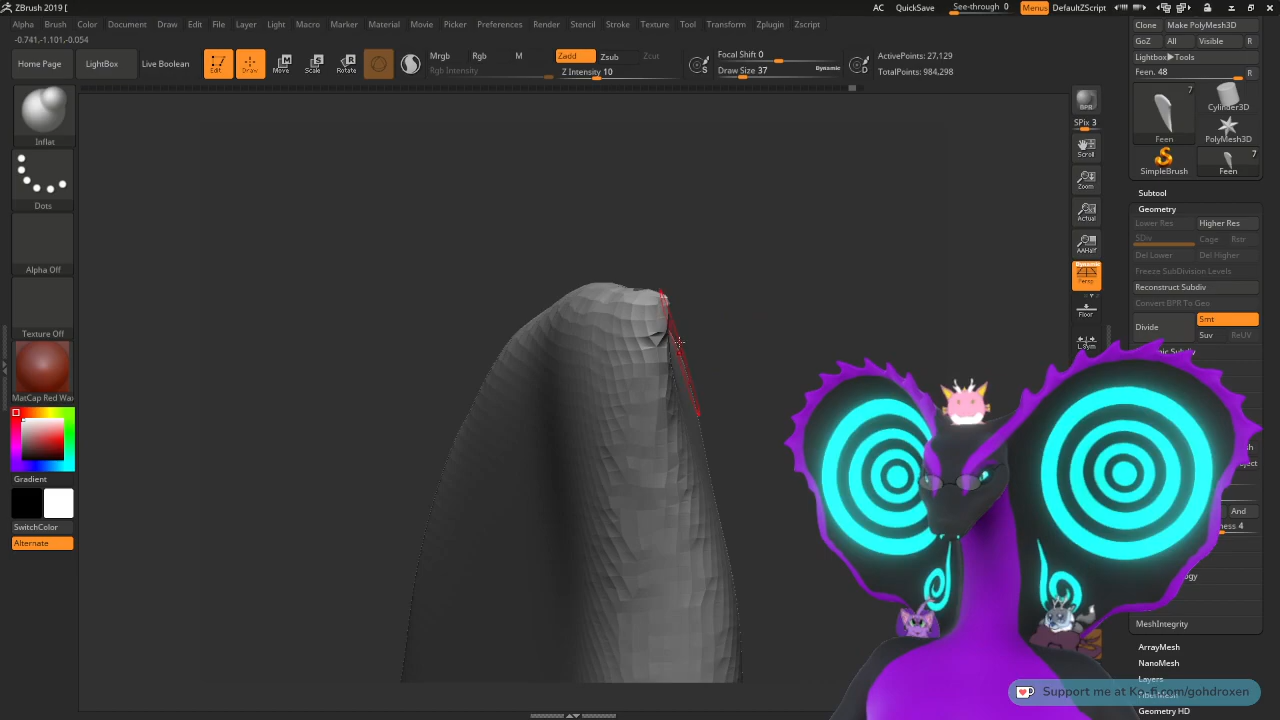 ZBrush 2019 [
AC
QuickSave
See-through 0
Menus
DefaultZScript
Alpha
Brush
Color
Document
Draw
Edit
File
Layer
Light
Macro
Marker
Material
Movie
Picker
Preferences
Render
Stencil
Stroke
Texture
Tool
Transform
Zplugin
Zscript
-0.741,-1.101,-0.054
Home Page
LightBox
Live Boolean
Edit
Draw
Move
Scale
Rotate
Mrgb
Rgb
M
Rgb Intensity
Zadd
Zsub
Zcut
Z Intensity 10
S
Focal Shift 0
Draw Size 37
Dynamic
D
ActivePoints: 27,129
TotalPoints: 984,298
Inflat
Dots
Alpha Off
Texture Off
MatCap Red Wax
Gradient
SwitchColor
Alternate
BPR
SPix 3
Scroll
Zoom
Actual
AAHalf
Dynamic
Persp
Floor
L.Sym
Clone
Make PolyMesh3D
GoZ
All
Visible
R
Lightbox▸Tools
Feen. 48
R
7
Feen
Cylinder3D
PolyMesh3D
SimpleBrush
7
Feen
Subtool
Geometry
Lower Res
Higher Res
SDiv
Cage
Rstr
Del Lower
Del Higher
Freeze SubDivision Levels
Reconstruct Subdiv
Convert BPR To Geo
Divide
Smt
Suv
ReUV
And
MeshIntegrity
ArrayMesh
NanoMesh
Layers
Geometry HD
Support me at Ko-fi.com/gohdroxen